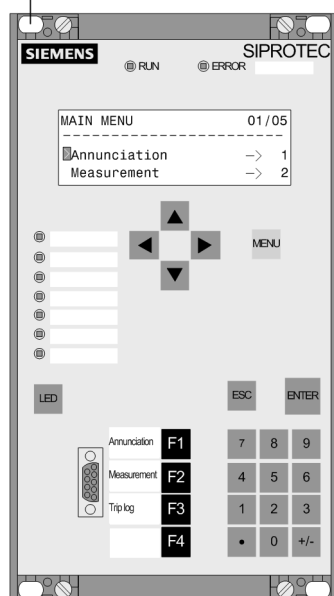 SIEMENS
SIPROTEC
RUN
ERROR
MAIN MENU 01/05
--------------------
Annunciation —> 1
Measurement —> 2
MENU
LED
ESC
ENTER
Annunciation F1
7 8 9
Measurement F2
4 5 6
Trip log F3
1 2 3
F4
• 0 +/-